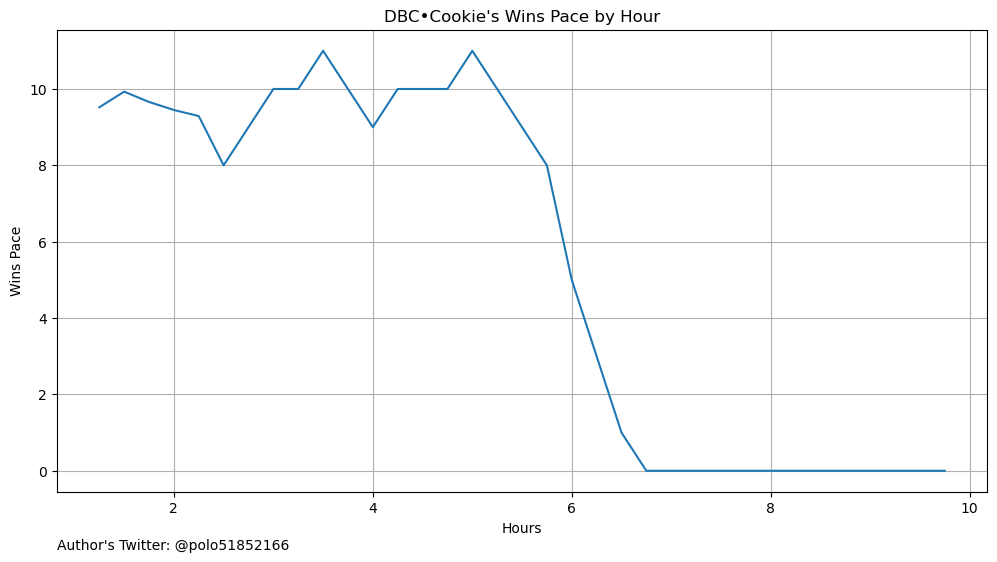 DBC•Cookie's Wins Pace by Hour
Wins Pace
10
8
6
4
2
0
2 4 6 8 10
Hours
Author's Twitter: @polo51852166